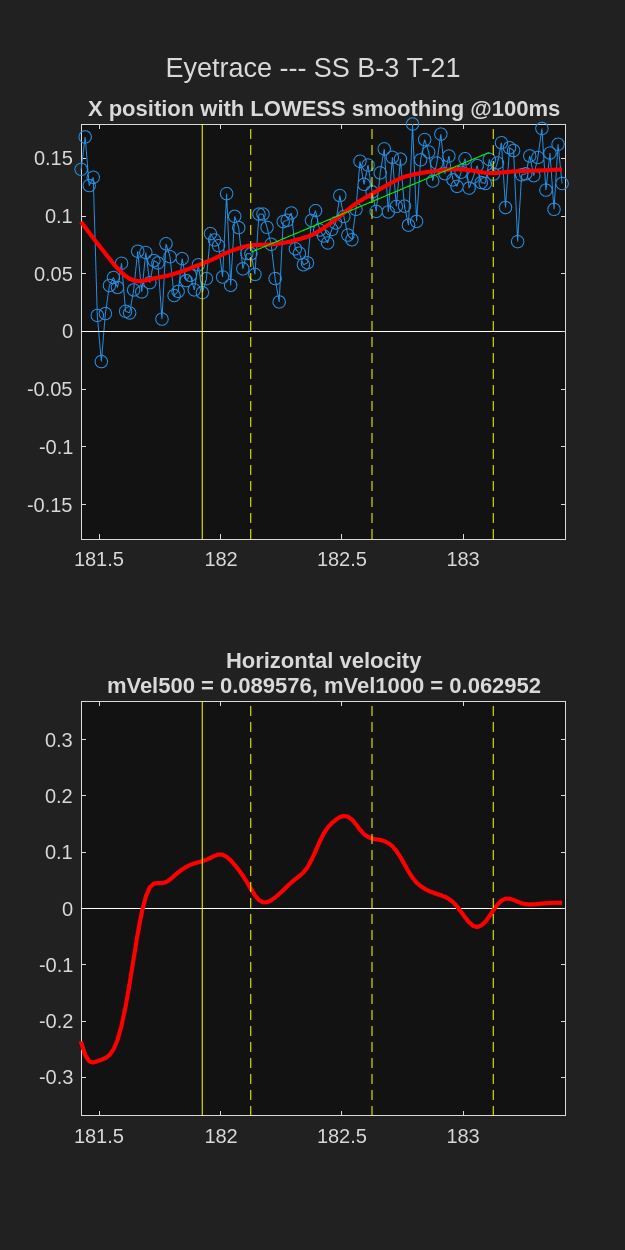 Eyetrace --- SS B-3 T-21
X position with LOWESS smoothing @100ms
0.15
0.1
0.05
0
-0.05
-0.1
-0.15
181.5 182 182.5 183
Horizontal velocity
mVel500 = 0.089576, mVel1000 = 0.062952
0.3
0.2
0.1
0
-0.1
-0.2
-0.3
181.5 182 182.5 183